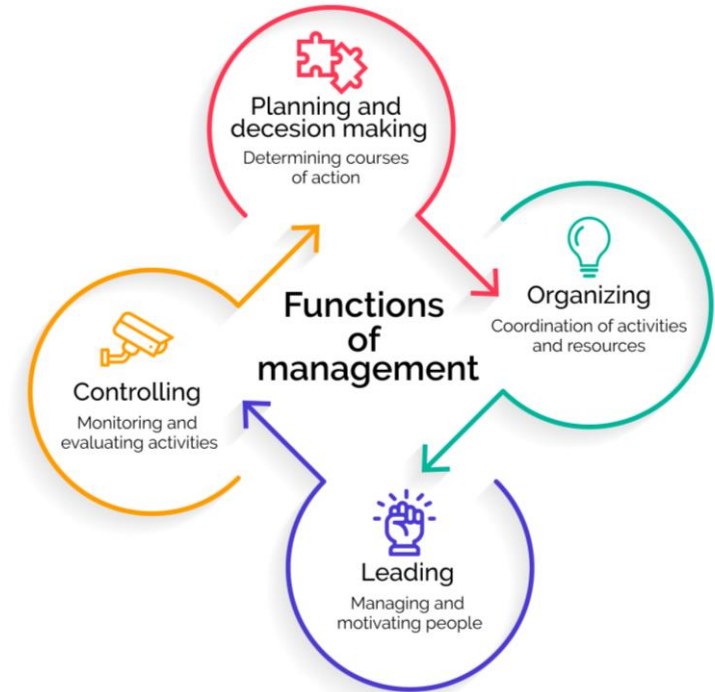 Planning and
decesion making
Determining courses
of action
Organizing
Coordination of activities
and resources
Functions
of
management
Controlling
Monitoring and
evaluating activities
Leading
Managing and
motivating people